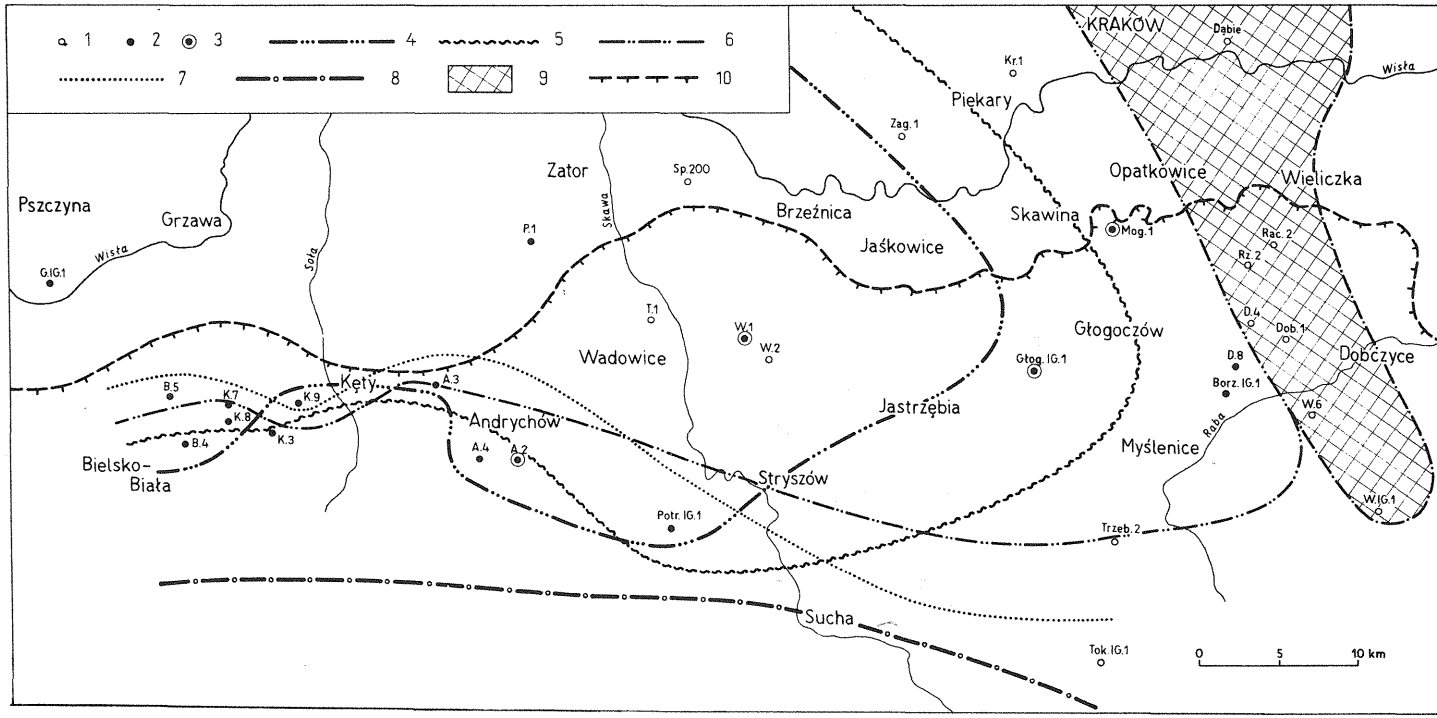 1 2 3 4 5 6
7 8 9 10
KRAKÓW
Dąbie
Wisła
Kr.1
Piekary
Zag.1
Zator
Sp.200
Opatkowice
Wieliczka
Pszczyna
Grzawa
Skawa
Brzeźnica
Skawina
Mog.1
Rac.2
Wisła
Soła
P.1
Jaśkowice
Rz.2
G.IG.1
T.1
W.1
W.2
Głogoczów
D.4
Dob.1
Wadowice
Głog.IG.1
D.8
Dobczyce
Kęty
A.3
B.5
K.7
K.9
K.8
Borz.IG.1
Jastrzębia
W.6
Andrychów
Raba
B.4
K.3
A.4
A.2
Myślenice
Bielsko-
Biała
Stryszów
W.IG.1
Potr.IG.1
Trzeb.2
Sucha
Tok.IG.1
0 5 10 km